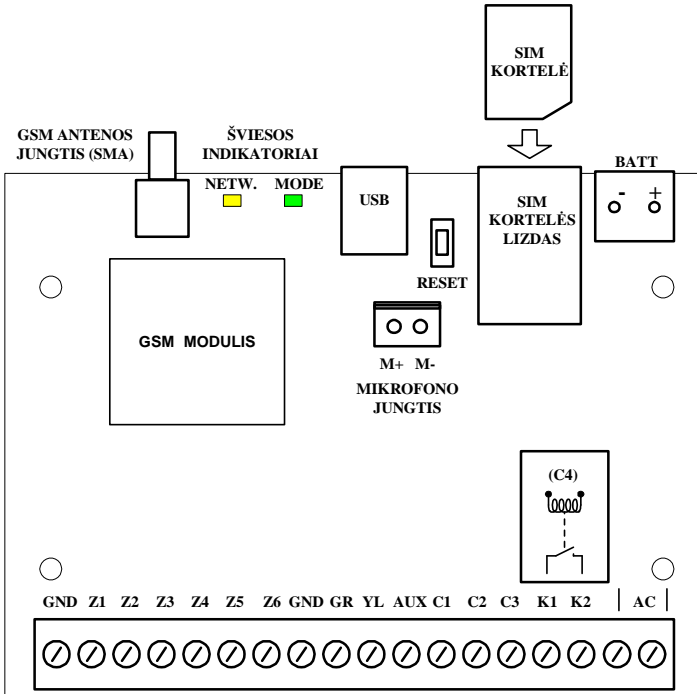 SIM
KORTELĖ
GSM ANTENOS
JUNGTIS (SMA)
ŠVIESOS
INDIKATORIAI
NETW. MODE
BATT
- +
USB
SIM
KORTELĖS
LIZDAS
RESET
GSM MODULIS
M+ M-
MIKROFONO
JUNGTIS
(C4)
GND Z1 Z2 Z3 Z4 Z5 Z6 GND GR YL AUX C1 C2 C3 K1 K2 | AC |